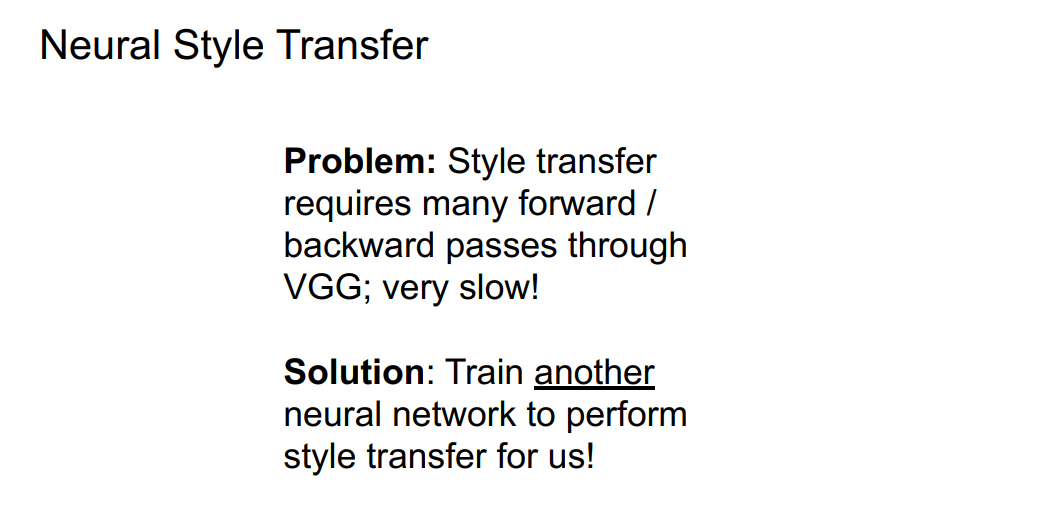 Neural Style Transfer
Problem: Style transfer
requires many forward /
backward passes through
VGG; very slow!
Solution: Train another
neural network to perform
style transfer for us!